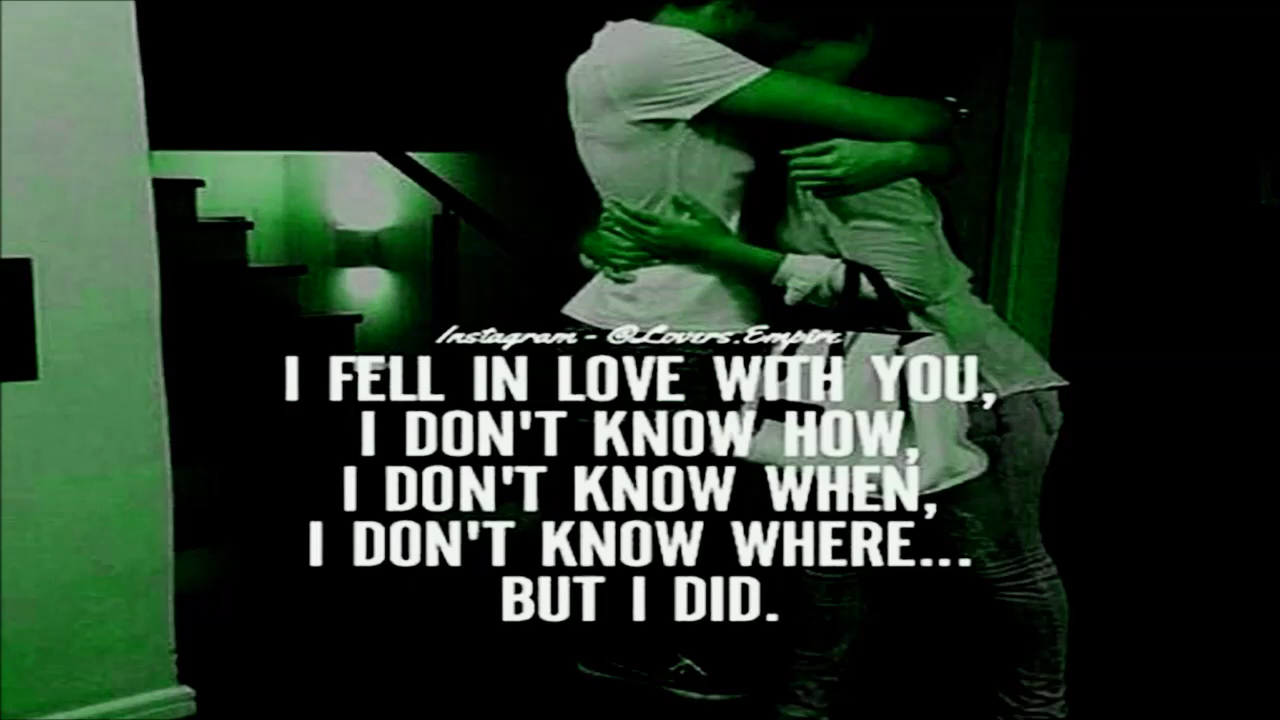 Instagram - @Lovers.Empire
I FELL IN LOVE WITH YOU,
I DON'T KNOW HOW,
I DON'T KNOW WHEN,
I DON'T KNOW WHERE...
BUT I DID.